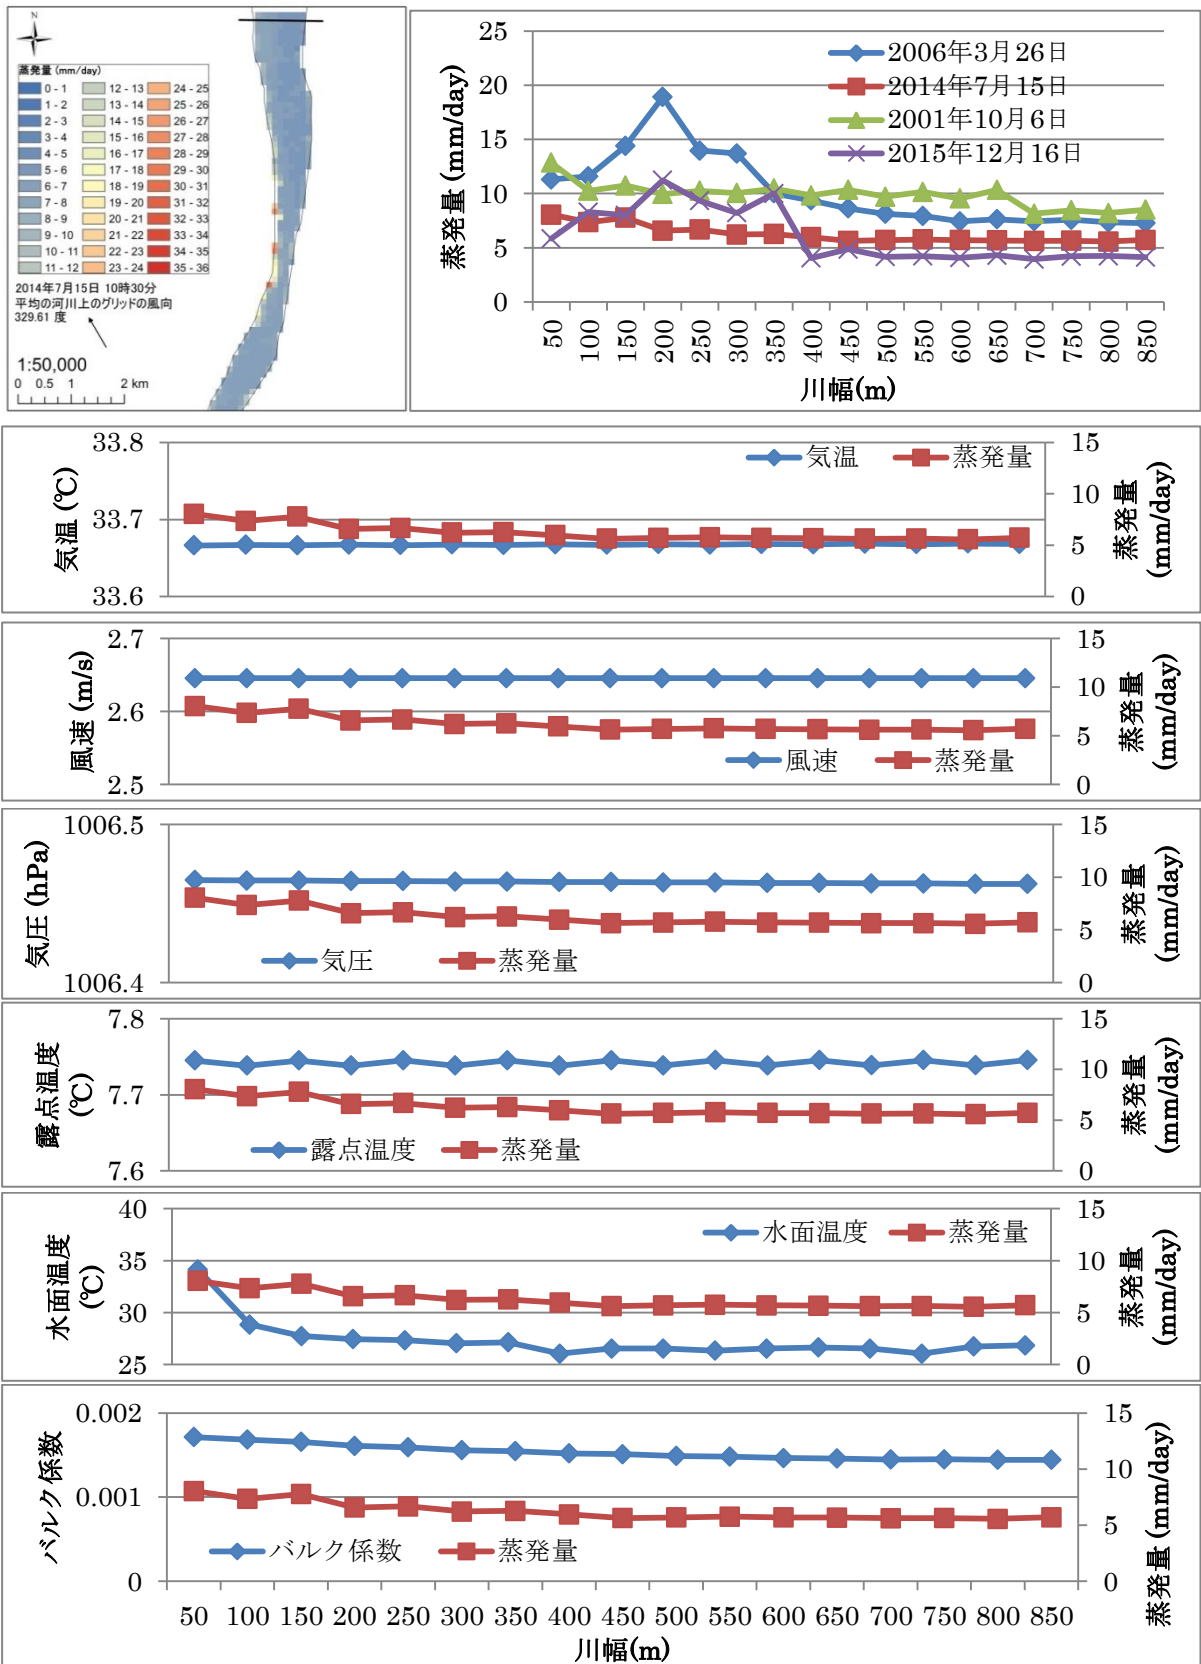 N
蒸発量 (mm/day)
0 - 1 12 - 13 24 - 25
1 - 2 13 - 14 25 - 26
2 - 3 14 - 15 26 - 27
3 - 4 15 - 16 27 - 28
4 - 5 16 - 17 28 - 29
5 - 6 17 - 18 29 - 30
6 - 7 18 - 19 30 - 31
7 - 8 19 - 20 31 - 32
8 - 9 20 - 21 32 - 33
9 - 10 21 - 22 33 - 34
10 - 11 22 - 23 34 - 35
11 - 12 23 - 24 35 - 36
2014年7月15日 10時30分
平均の河川上のグリッドの風向
329.61 度
1:50,000
0 0.5 1 2 km
蒸発量 (mm/day)
25
20
15
10
5
0
2006年3月26日
2014年7月15日
2001年10月6日
2015年12月16日
50 100 150 200 250 300 350 400 450 500 550 600 650 700 750 800 850
川幅(m)
気温 (℃)
33.8
33.7
33.6
気温 蒸発量
15
10
5
0
蒸発量
(mm/day)
風速 (m/s)
2.7
2.6
2.5
風速 蒸発量
15
10
5
0
蒸発量
(mm/day)
気圧 (hPa)
1006.5
1006.4
気圧 蒸発量
15
10
5
0
蒸発量
(mm/day)
露点温度
(℃)
7.8
7.7
7.6
露点温度 蒸発量
15
10
5
0
蒸発量
(mm/day)
水面温度
(℃)
40
35
30
25
水面温度 蒸発量
15
10
5
0
蒸発量
(mm/day)
バルク係数
0.002
0.001
0
バルク係数 蒸発量
15
10
5
0
蒸発量 (mm/day)
50 100 150 200 250 300 350 400 450 500 550 600 650 700 750 800 850
川幅(m)